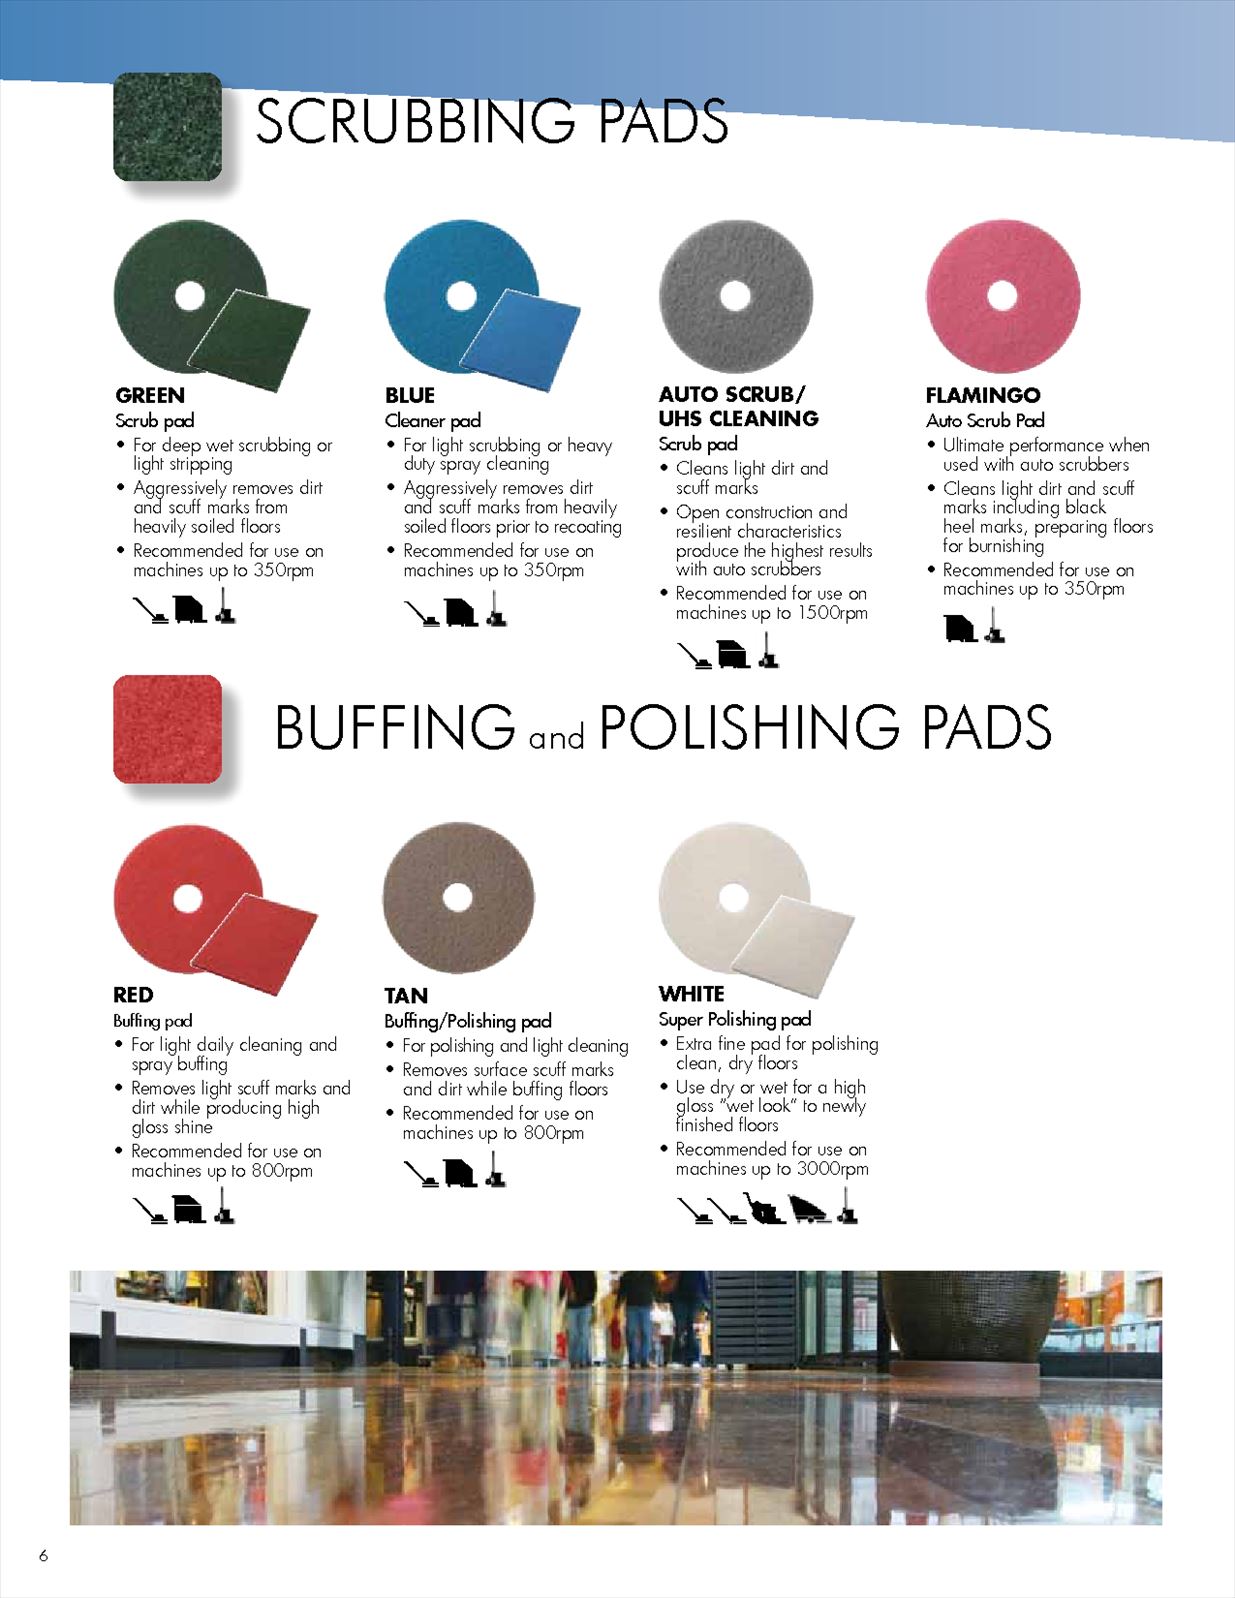 SCRUBBING PADS
GREEN
Scrub pad
• For deep wet scrubbing or
light stripping
• Aggressively removes dirt
and scuff marks from
heavily soiled floors
• Recommended for use on
machines up to 350rpm
BLUE
Cleaner pad
• For light scrubbing or heavy
duty spray cleaning
• Aggressively removes dirt
and scuff marks from heavily
soiled floors prior to recoating
• Recommended for use on
machines up to 350rpm
AUTO SCRUB/
UHS CLEANING
Scrub pad
• Cleans light dirt and
scuff marks
• Open construction and
resilient characteristics
produce the highest results
with auto scrubbers
• Recommended for use on
machines up to 1500rpm
FLAMINGO
Auto Scrub Pad
• Ultimate performance when
used with auto scrubbers
• Cleans light dirt and scuff
marks including black
heel marks, preparing floors
for burnishing
• Recommended for use on
machines up to 350rpm
BUFFING and POLISHING PADS
RED
Buffing pad
• For light daily cleaning and
spray buffing
• Removes light scuff marks and
dirt while producing high
gloss shine
• Recommended for use on
machines up to 800rpm
TAN
Buffing/Polishing pad
• For polishing and light cleaning
• Removes surface scuff marks
and dirt while buffing floors
• Recommended for use on
machines up to 800rpm
WHITE
Super Polishing pad
• Extra fine pad for polishing
clean, dry floors
• Use dry or wet for a high
gloss "wet look" to newly
finished floors
• Recommended for use on
machines up to 3000rpm
6